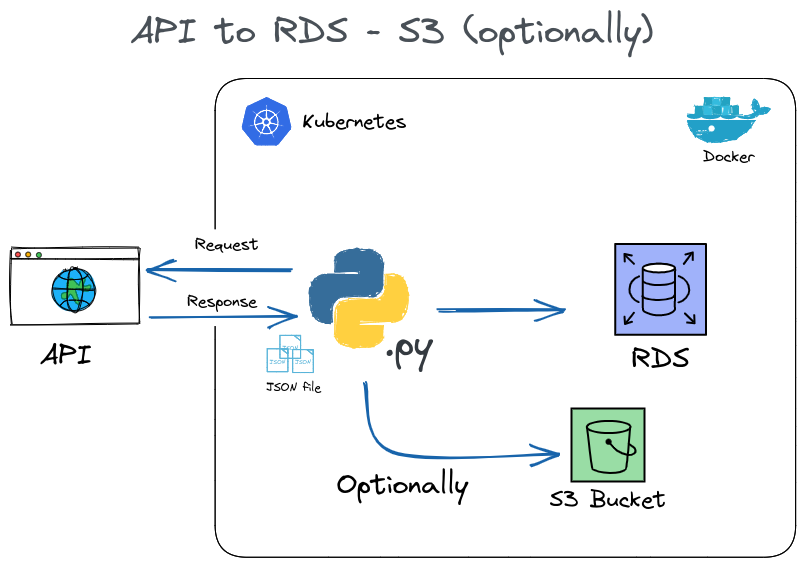 API to RDS - S3 (optionally)
Kubernetes
Docker
Request
Response
API
.py
JSON
JSON
JSON
JSON file
RDS
Optionally
S3 Bucket